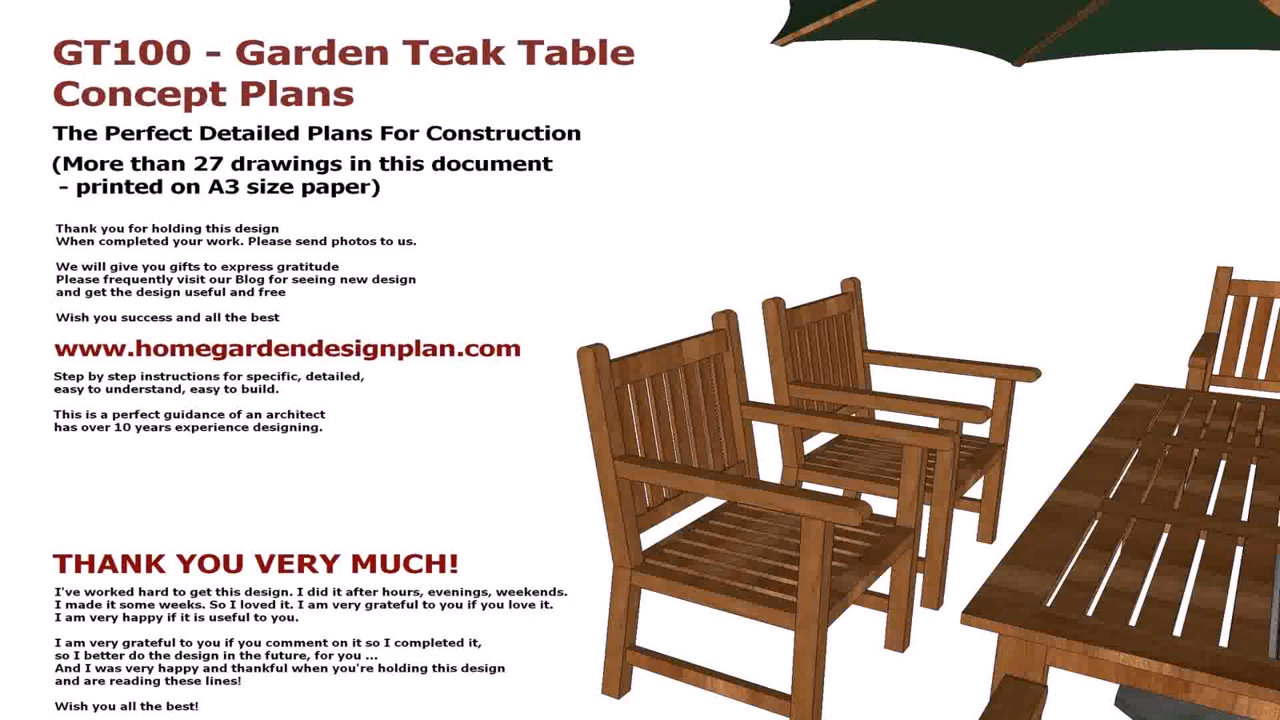 GT100 - Garden Teak Table
Concept Plans
The Perfect Detailed Plans For Construction
(More than 27 drawings in this document
- printed on A3 size paper)
Thank you for holding this design
When completed your work. Please send photos to us.
We will give you gifts to express gratitude
Please frequently visit our Blog for seeing new design
and get the design useful and free
Wish you success and all the best
www.homegardendesignplan.com
Step by step instructions for specific, detailed,
easy to understand, easy to build.
This is a perfect guidance of an architect
has over 10 years experience designing.
THANK YOU VERY MUCH!
I've worked hard to get this design. I did it after hours, evenings, weekends.
I made it some weeks. So I loved it. I am very grateful to you if you love it.
I am very happy if it is useful to you.
I am very grateful to you if you comment on it so I completed it,
so I better do the design in the future, for you ...
And I was very happy and thankful when you're holding this design
and are reading these lines!
Wish you all the best!